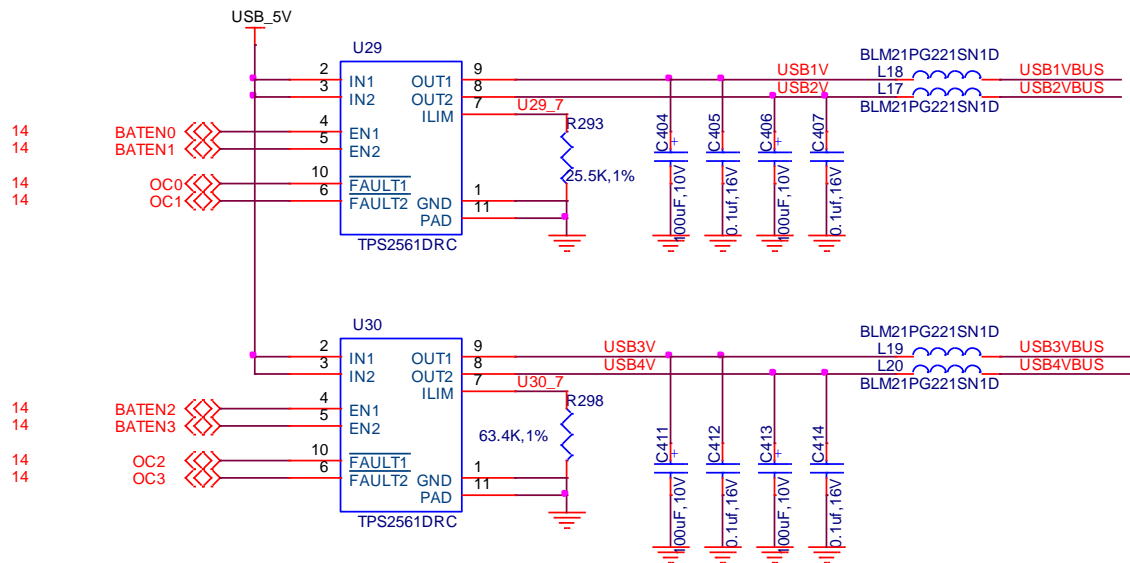 USB_5V
U29
BLM21PG221SN1D
2 IN1 OUT1 9 USB1V L18 USB1VBUS
3 IN2 OUT2 8 USB2V L17 USB2VBUS
ILIM 7 U29_7 BLM21PG221SN1D
14 BATEN0 4 EN1 R293
14 BATEN1 5 EN2
C404 + 100uF,10V
C405 0.1uf,16V
C406 + 100uF,10V
C407 0.1uf,16V
25.5K,1%
14 OC0 10 FAULT1 GND 1
14 OC1 6 FAULT2 PAD 11
TPS2561DRC
U30
BLM21PG221SN1D
2 IN1 OUT1 9 USB3V L19 USB3VBUS
3 IN2 OUT2 8 USB4V L20 USB4VBUS
ILIM 7 U30_7 BLM21PG221SN1D
14 BATEN2 4 EN1 R298
14 BATEN3 5 EN2
63.4K,1%
C411 + 100uF,10V
C412 0.1uf,16V
C413 + 100uF,10V
C414 0.1uf,16V
14 OC2 10 FAULT1 GND 1
14 OC3 6 FAULT2 PAD 11
TPS2561DRC